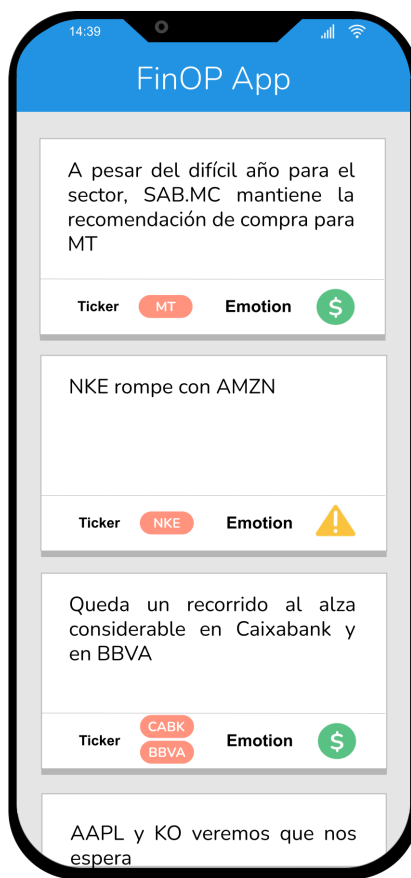 14:39
FinOP App
A pesar del difícil año para el
sector, SAB.MC mantiene la
recomendación de compra para
MT
Ticker MT Emotion $
NKE rompe con AMZN
Ticker NKE Emotion
Queda un recorrido al alza
considerable en Caixabank y
en BBVA
CABK
Ticker Emotion $
BBVA
AAPL y KO veremos que nos
espera